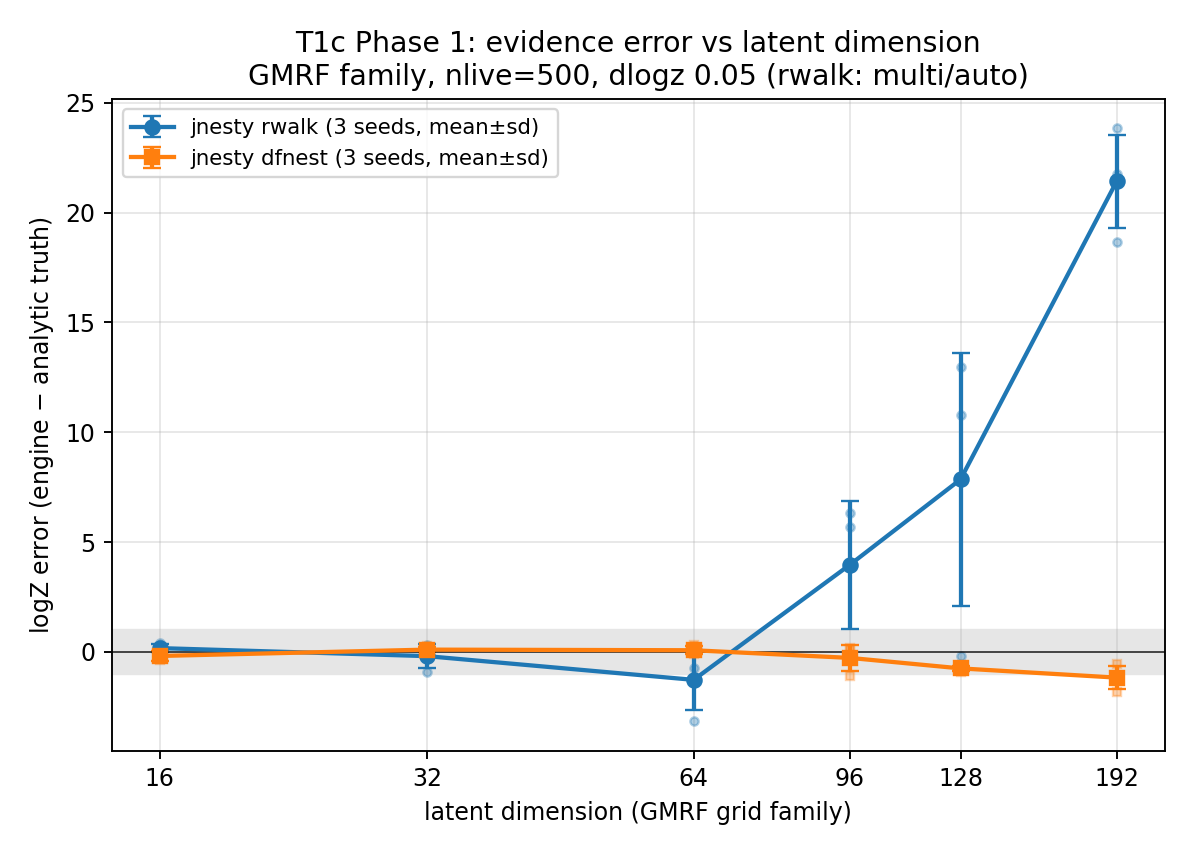 T1c Phase 1: evidence error vs latent dimension
GMRF family, nlive=500, dlogz 0.05 (rwalk: multi/auto)
jnesty rwalk (3 seeds, mean±sd)
jnesty dfnest (3 seeds, mean±sd)
logZ error (engine − analytic truth)
25
20
15
10
5
0
16
32
64
96
128
192
latent dimension (GMRF grid family)